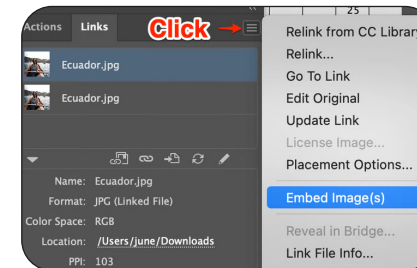 Actions Links Click
Ecuador.jpg
Ecuador.jpg
Name: Ecuador.jpg
Format: JPG (Linked File)
Color Space: RGB
Location: /Users/june/Downloads
PPI: 103
25
Relink from CC Library
Relink...
Go To Link
Edit Original
Update Link
License Image...
Placement Options...
Embed Image(s)
Reveal in Bridge...
Link File Info...